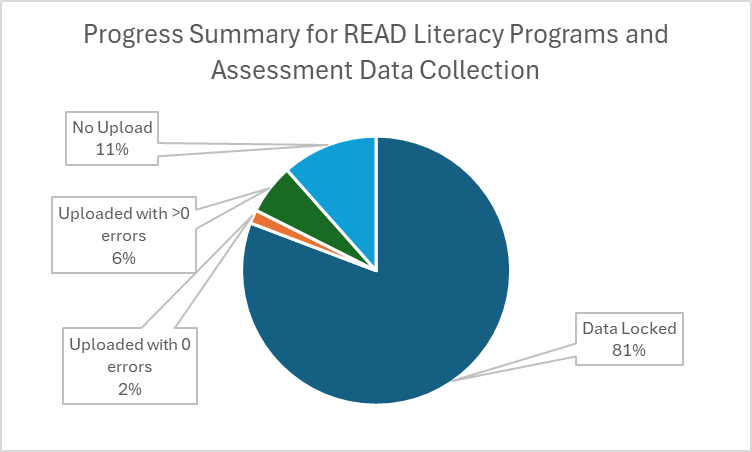 Progress Summary for READ Literacy Programs and
Assessment Data Collection
No Upload
11%
Uploaded with >0
errors
6%
Uploaded with 0
errors
2%
Data Locked
81%